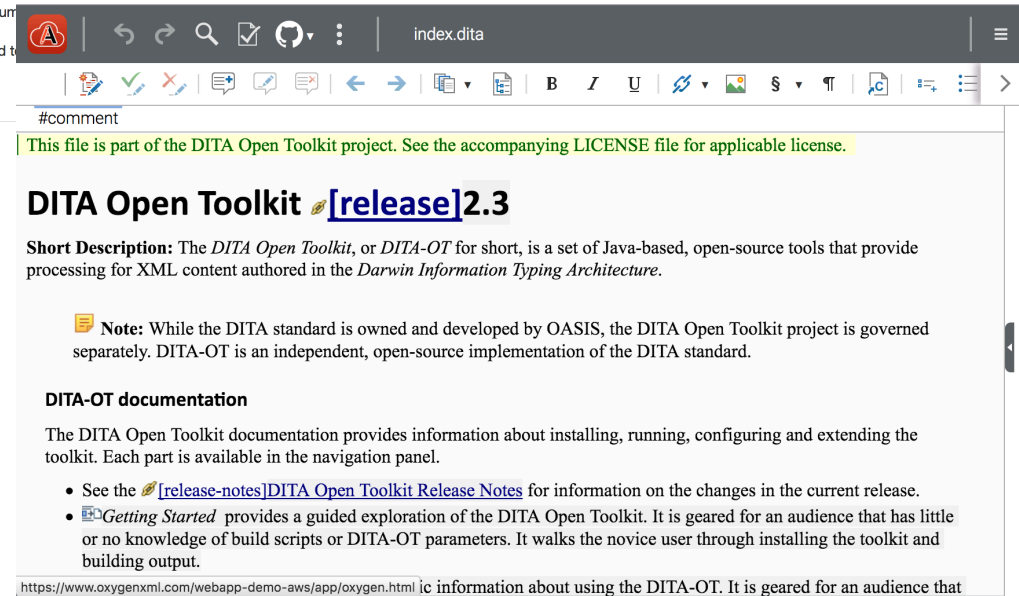 um
d to
index.dita
B I U § ¶
#comment
This file is part of the DITA Open Toolkit project. See the accompanying LICENSE file for applicable license.
DITA Open Toolkit [release]2.3
Short Description: The DITA Open Toolkit, or DITA-OT for short, is a set of Java-based, open-source tools that provide
processing for XML content authored in the Darwin Information Typing Architecture.
Note: While the DITA standard is owned and developed by OASIS, the DITA Open Toolkit project is governed
separately. DITA-OT is an independent, open-source implementation of the DITA standard.
DITA-OT documentation
The DITA Open Toolkit documentation provides information about installing, running, configuring and extending the
toolkit. Each part is available in the navigation panel.
• See the [release-notes]DITA Open Toolkit Release Notes for information on the changes in the current release.
• Getting Started provides a guided exploration of the DITA Open Toolkit. It is geared for an audience that has little
or no knowledge of build scripts or DITA-OT parameters. It walks the novice user through installing the toolkit and
building output.
https://www.oxygenxml.com/webapp-demo-aws/app/oxygen.html ic information about using the DITA-OT. It is geared for an audience that